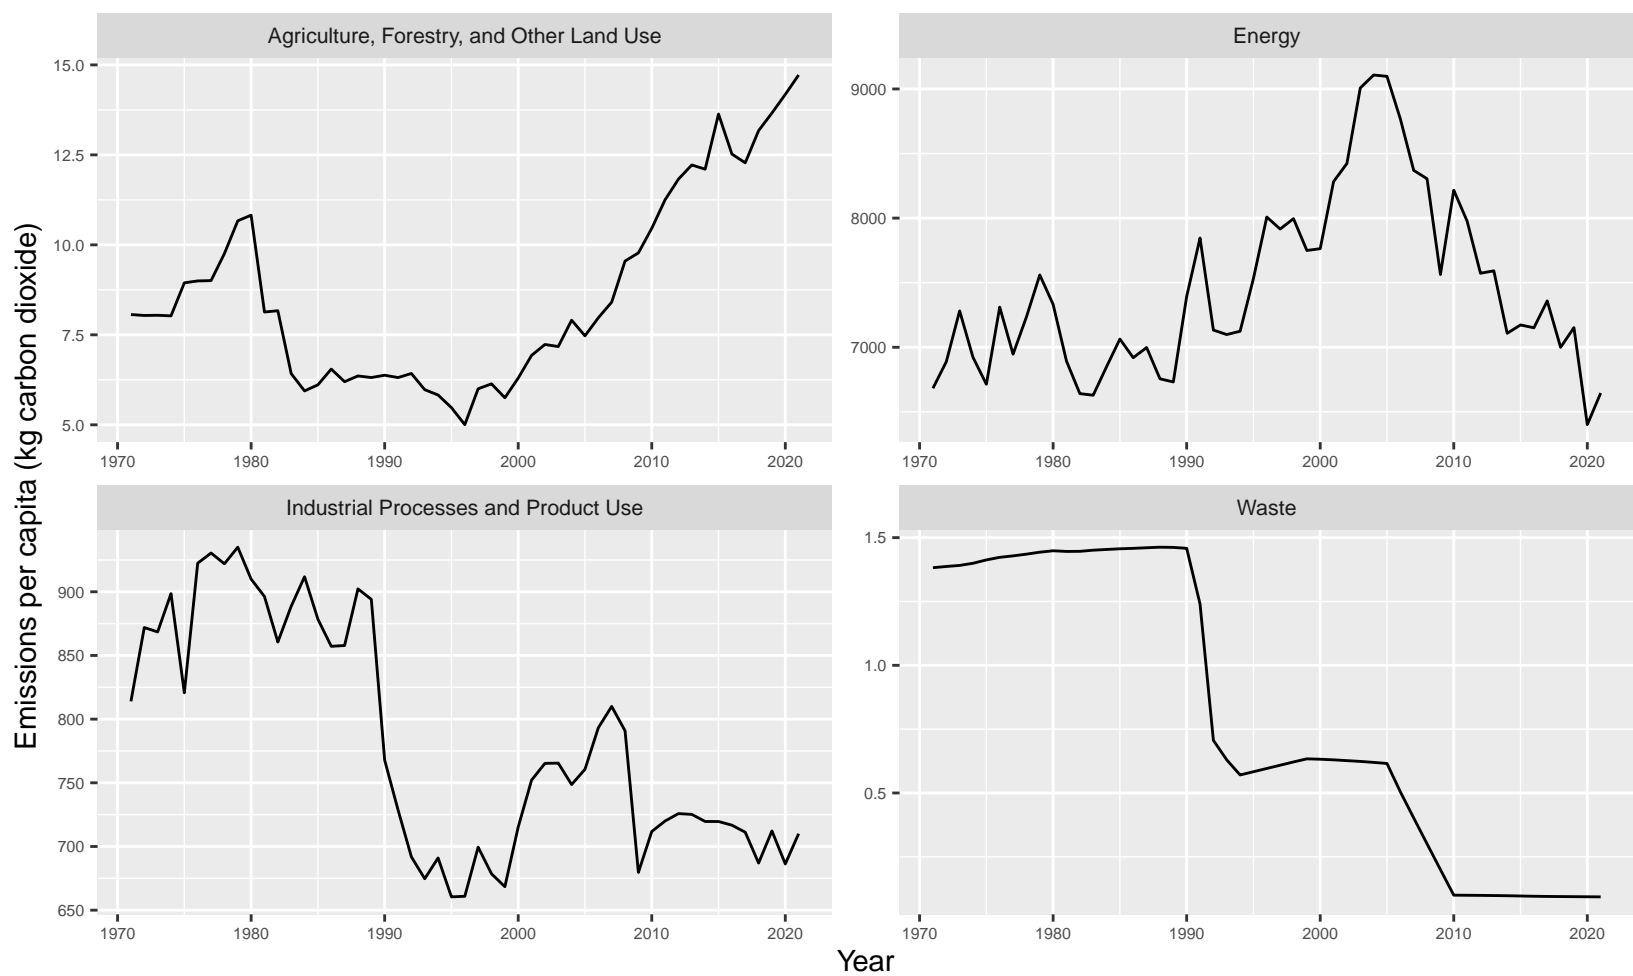 Agriculture, Forestry, and Other Land Use
Energy
15.0
12.5
10.0
7.5
5.0
9000
8000
7000
1970 1980 1990 2000 2010 2020
1970 1980 1990 2000 2010 2020
Industrial Processes and Product Use
Waste
900
850
800
750
700
650
1.5
1.0
0.5
1970 1980 1990 2000 2010 2020
1970 1980 1990 2000 2010 2020
Emissions per capita (kg carbon dioxide)
Year